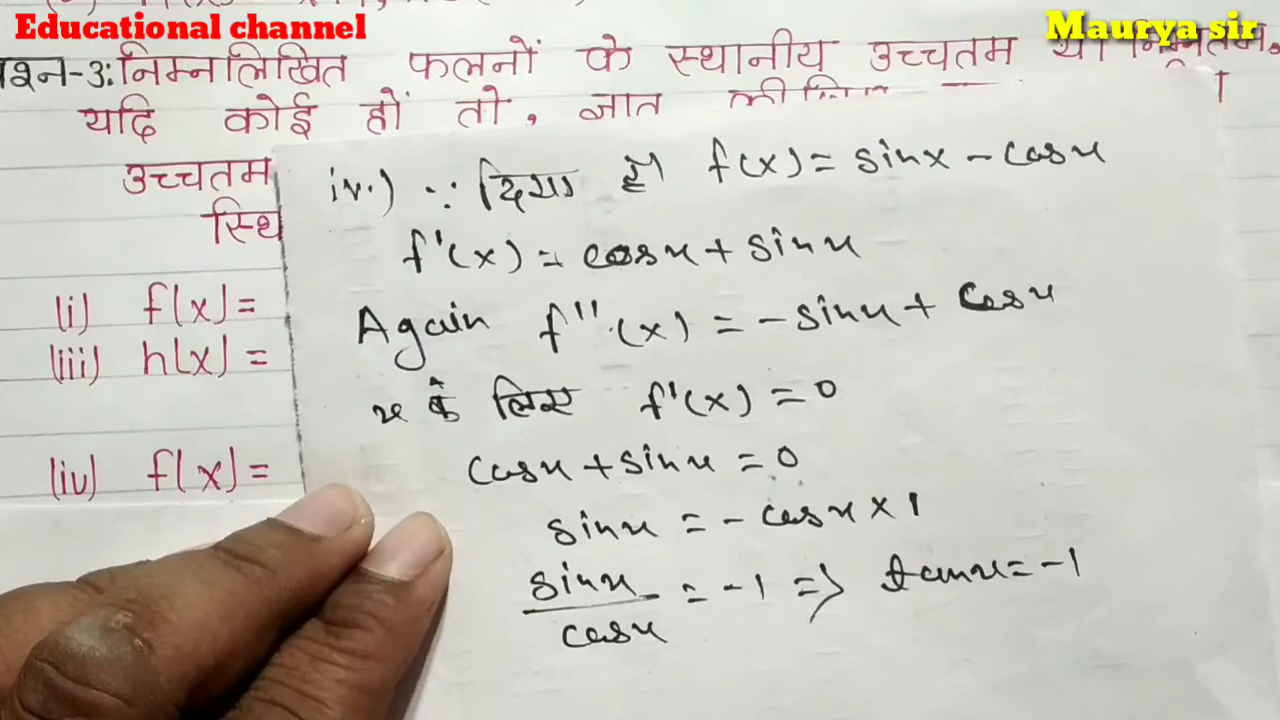 Educational channel
Maurya sir
प्रश्न-3: निम्नलिखित फलनों के स्थानीय उच्चतम या निम्नतम,
यदि कोई हों तो, ज्ञात
उच्चतम
स्थि
(i) f(x)=
(iii) h(x)=
(iv) f(x)=
iv.) ∵ दिया है। f(x)= sinx - cosx
f'(x) = cosx + sinx
Again f''(x) = -sinx + cosx
x के लिए f'(x) = 0
cosx + sinx = 0
sinx = - cosx × 1
sinx/cosx = -1 => tanx = -1